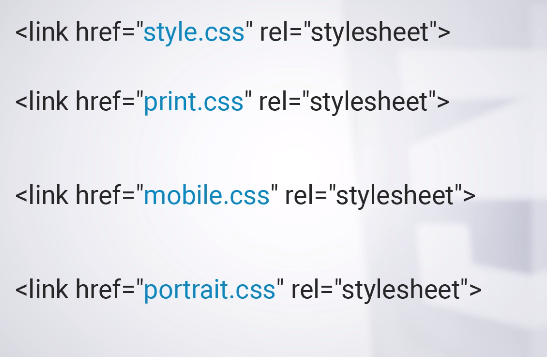 <link href="style.css" rel="stylesheet">
<link href="print.css" rel="stylesheet">
<link href="mobile.css" rel="stylesheet">
<link href="portrait.css" rel="stylesheet">